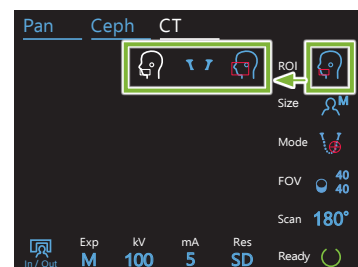 Pan Ceph CT
ROI
Size M
Mode
FOV 40 40
Scan 180°
In / Out
Exp kV mA Res
M 100 5 SD
Ready